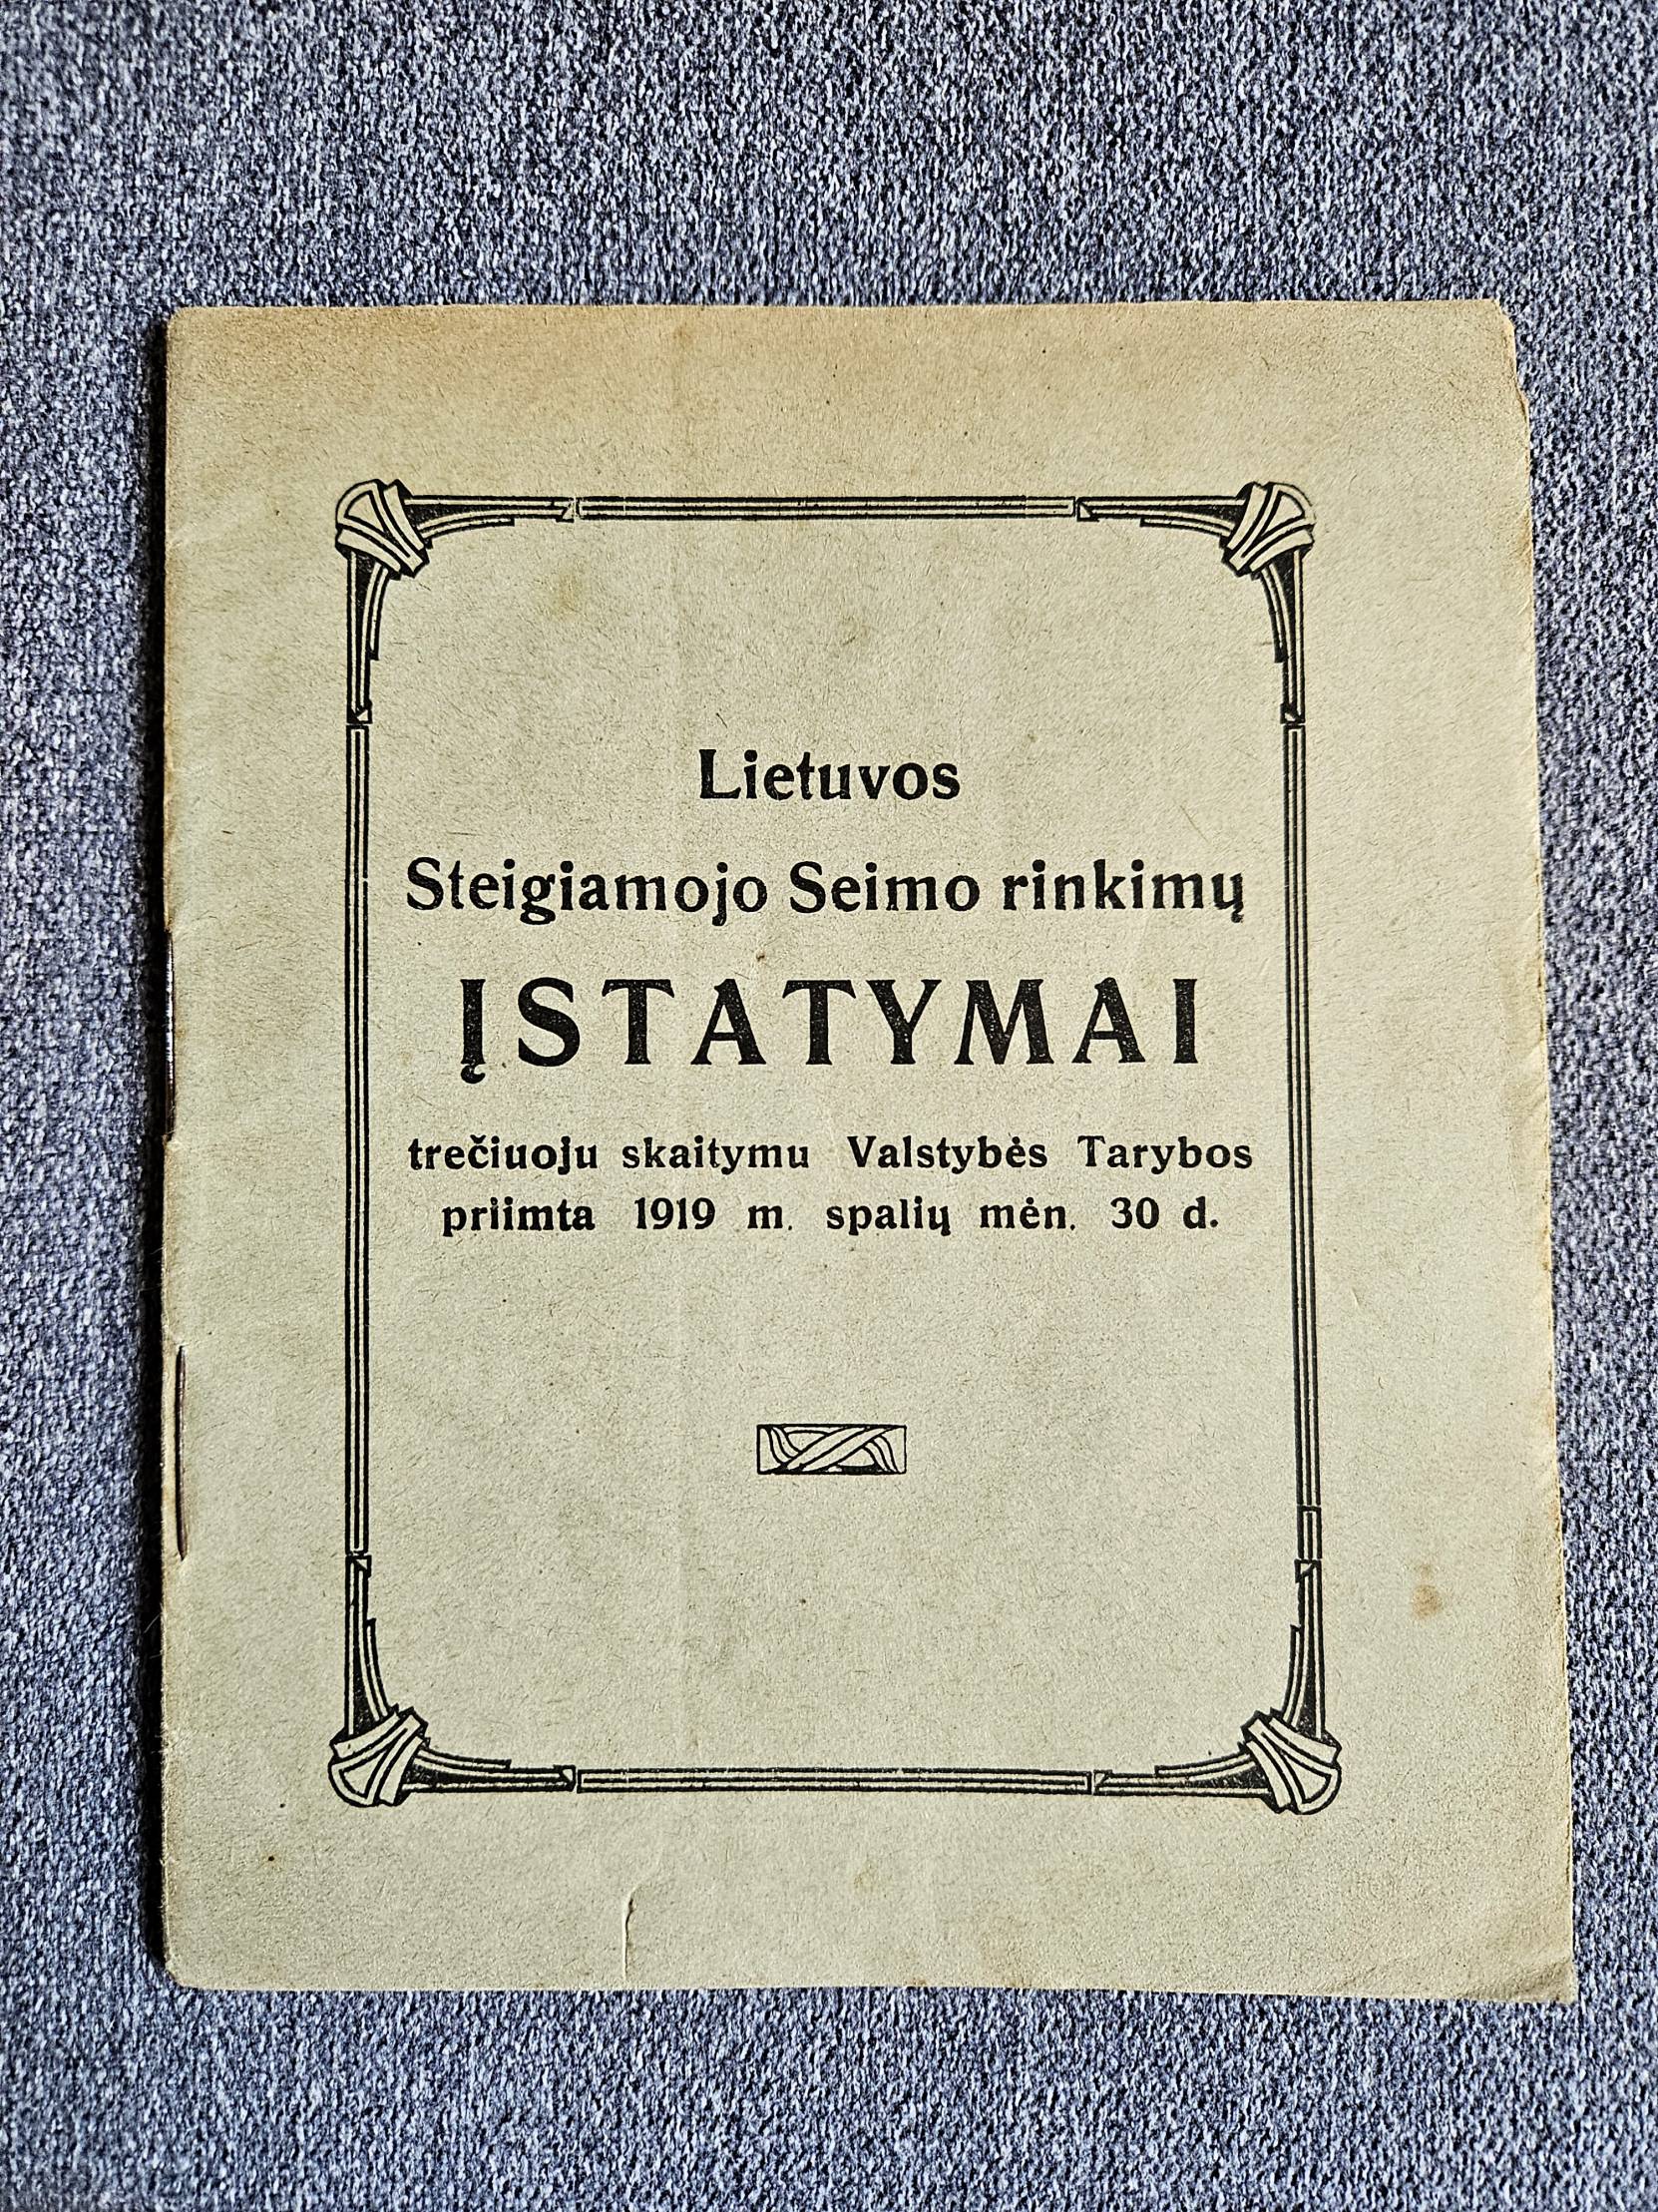 Lietuvos
Steigiamojo Seimo rinkimų
ĮSTATYMAI
trečiuoju skaitymu Valstybės Tarybos
priimta 1919 m. spalių mėn. 30 d.